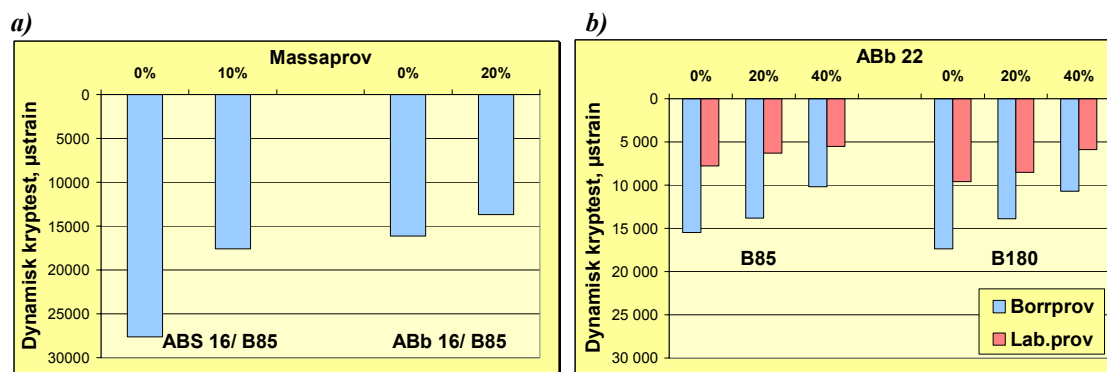 a)
Massaprov
0% 10% 0% 20%
0
5000
10000
15000
20000
25000
30000
Dynamisk kryptest, µstrain
ABS 16/ B85 ABb 16/ B85
b)
ABb 22
0% 20% 40% 0% 20% 40%
0
5 000
10 000
15 000
20 000
25 000
30 000
Dynamisk kryptest, µstrain
B85 B180
Borrprov
Lab.prov